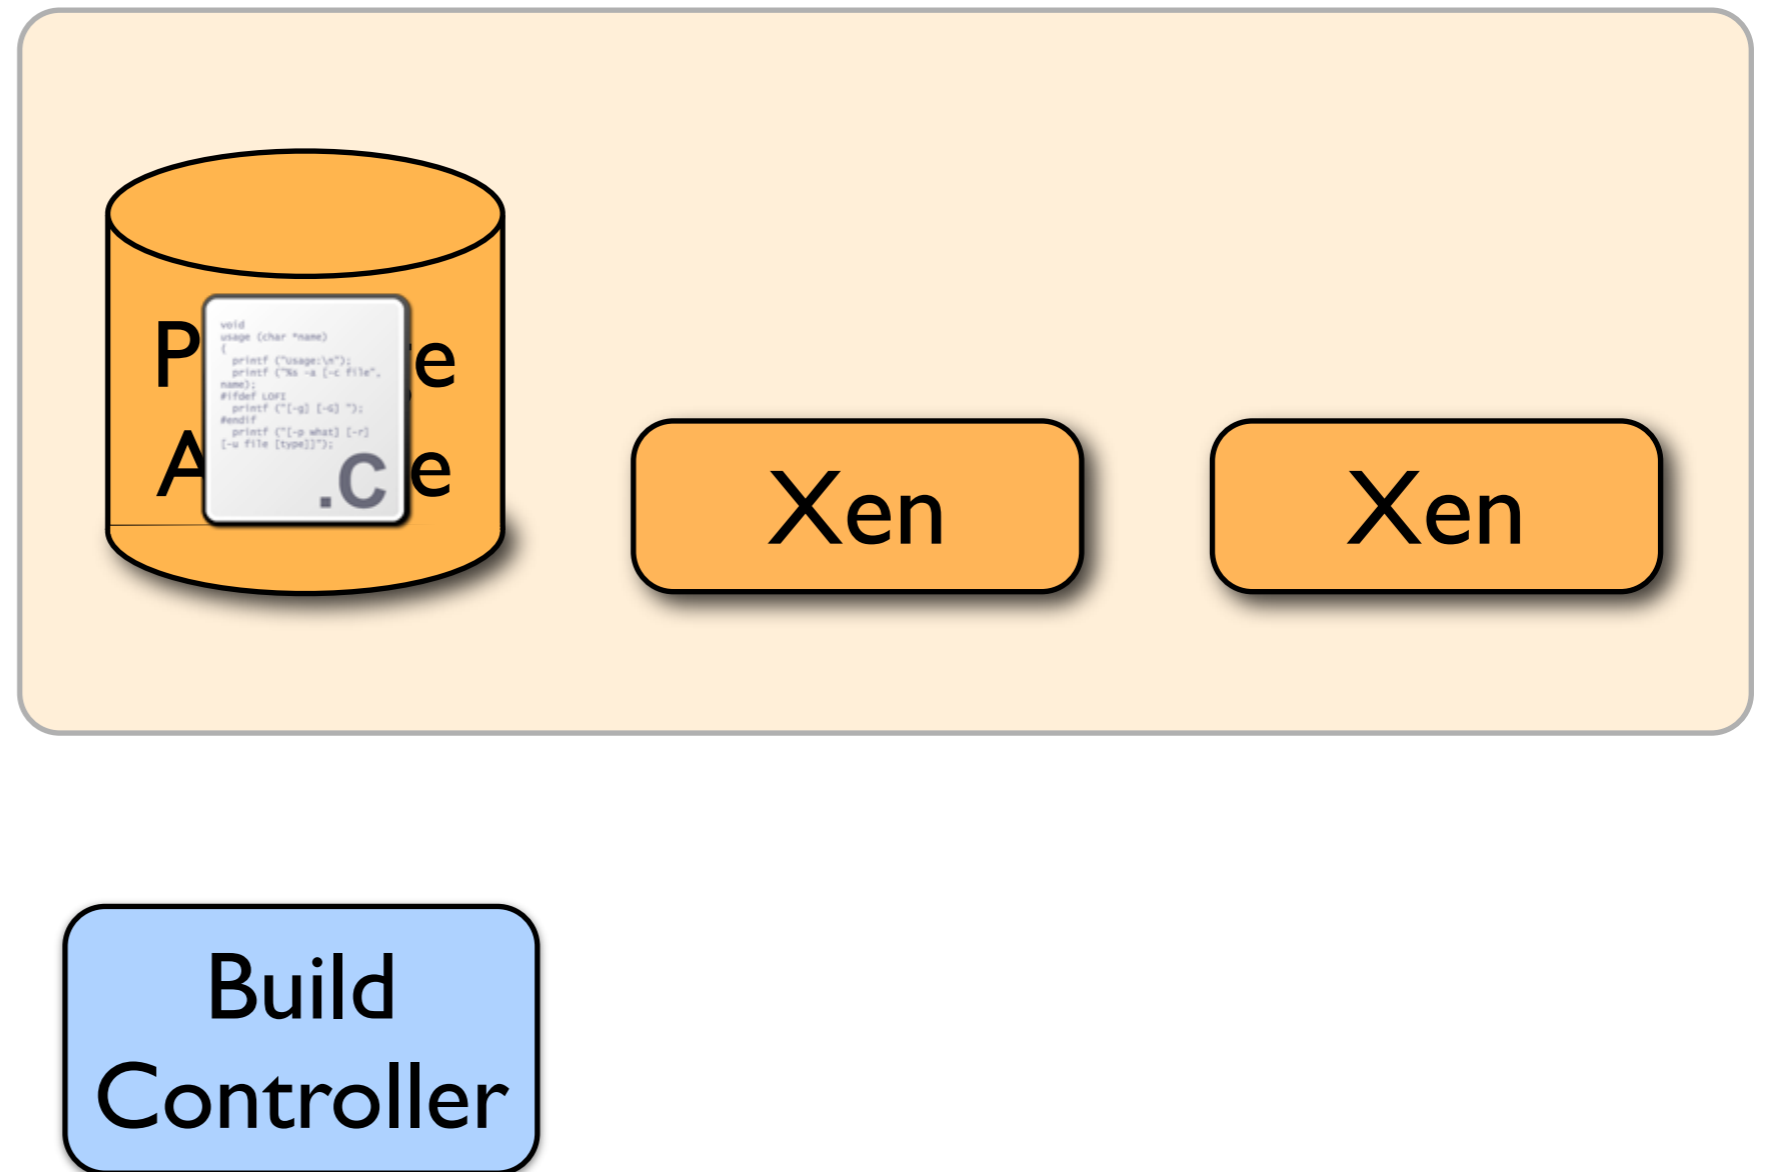 void
usage (char *name)
{
printf ("usage:\n");
printf ("%s -a [-c file",
name);
#ifdef LOFI
printf ("[-g] [-G] ");
#endif
printf ("[-p what] [-r]
[-u file [type]]");
.C
Xen
Xen
Build
Controller